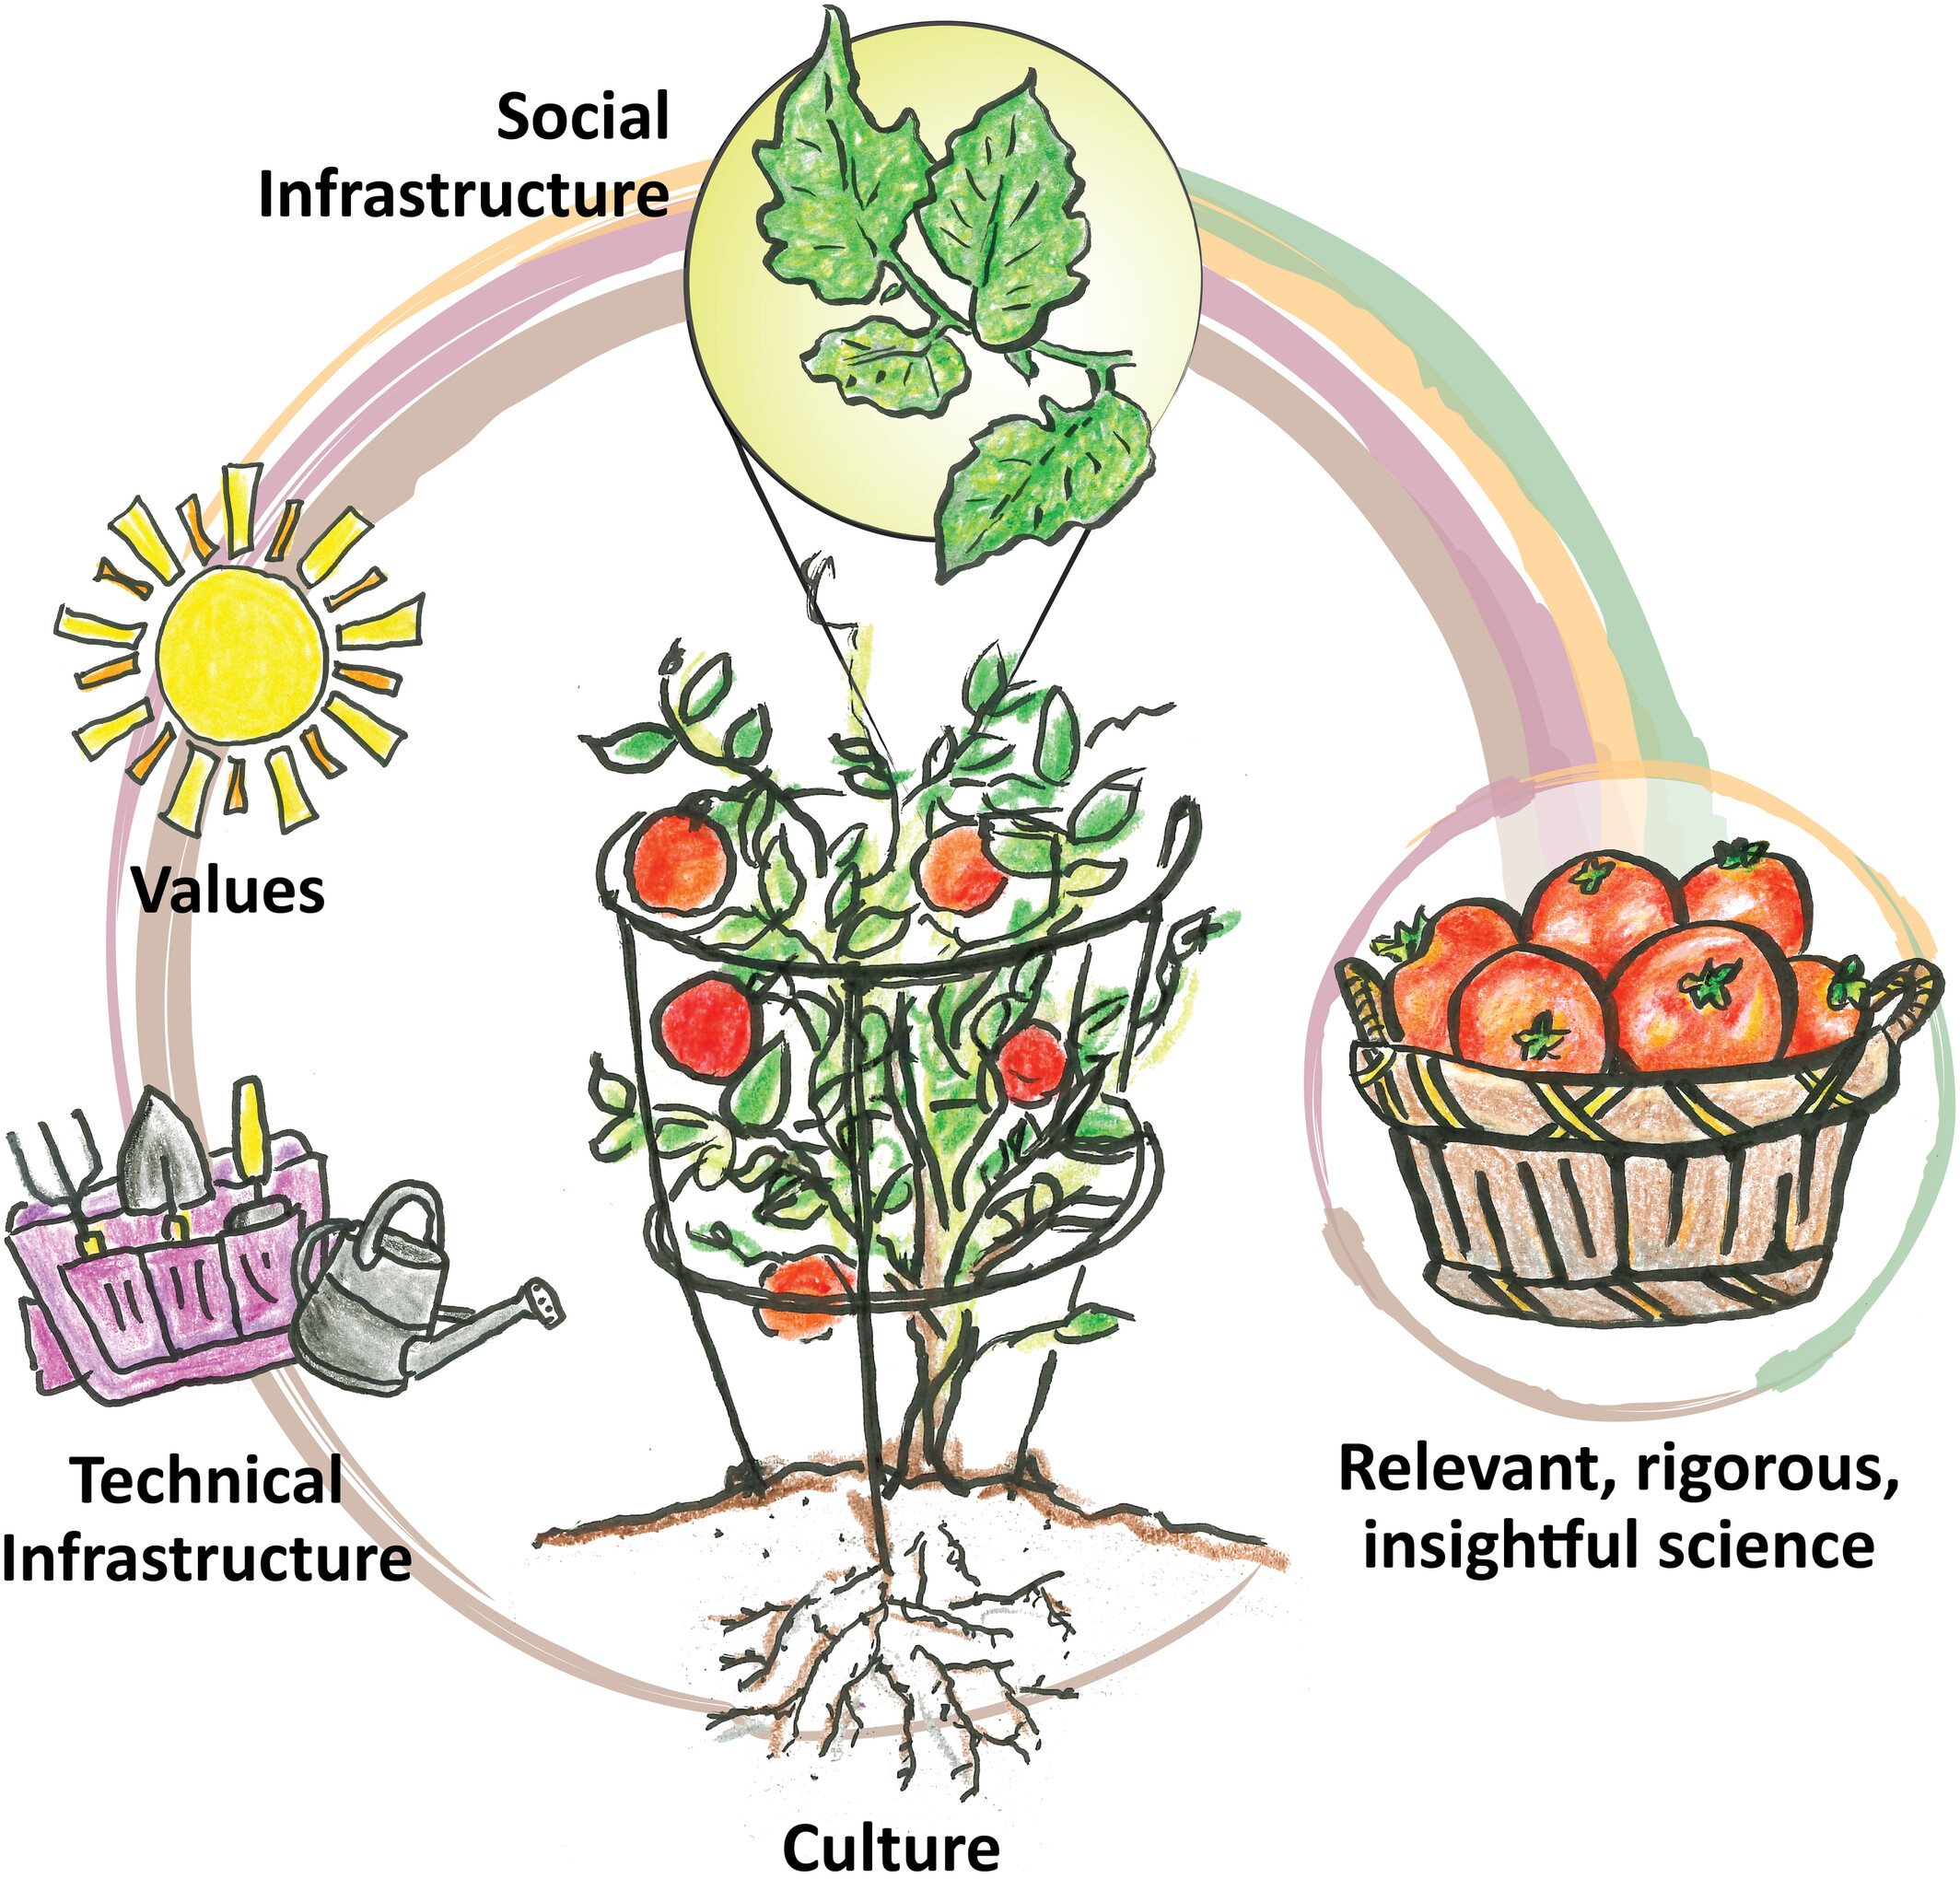 Social
Infrastructure
Values
Technical
Infrastructure
Relevant, rigorous,
insightful science
Culture